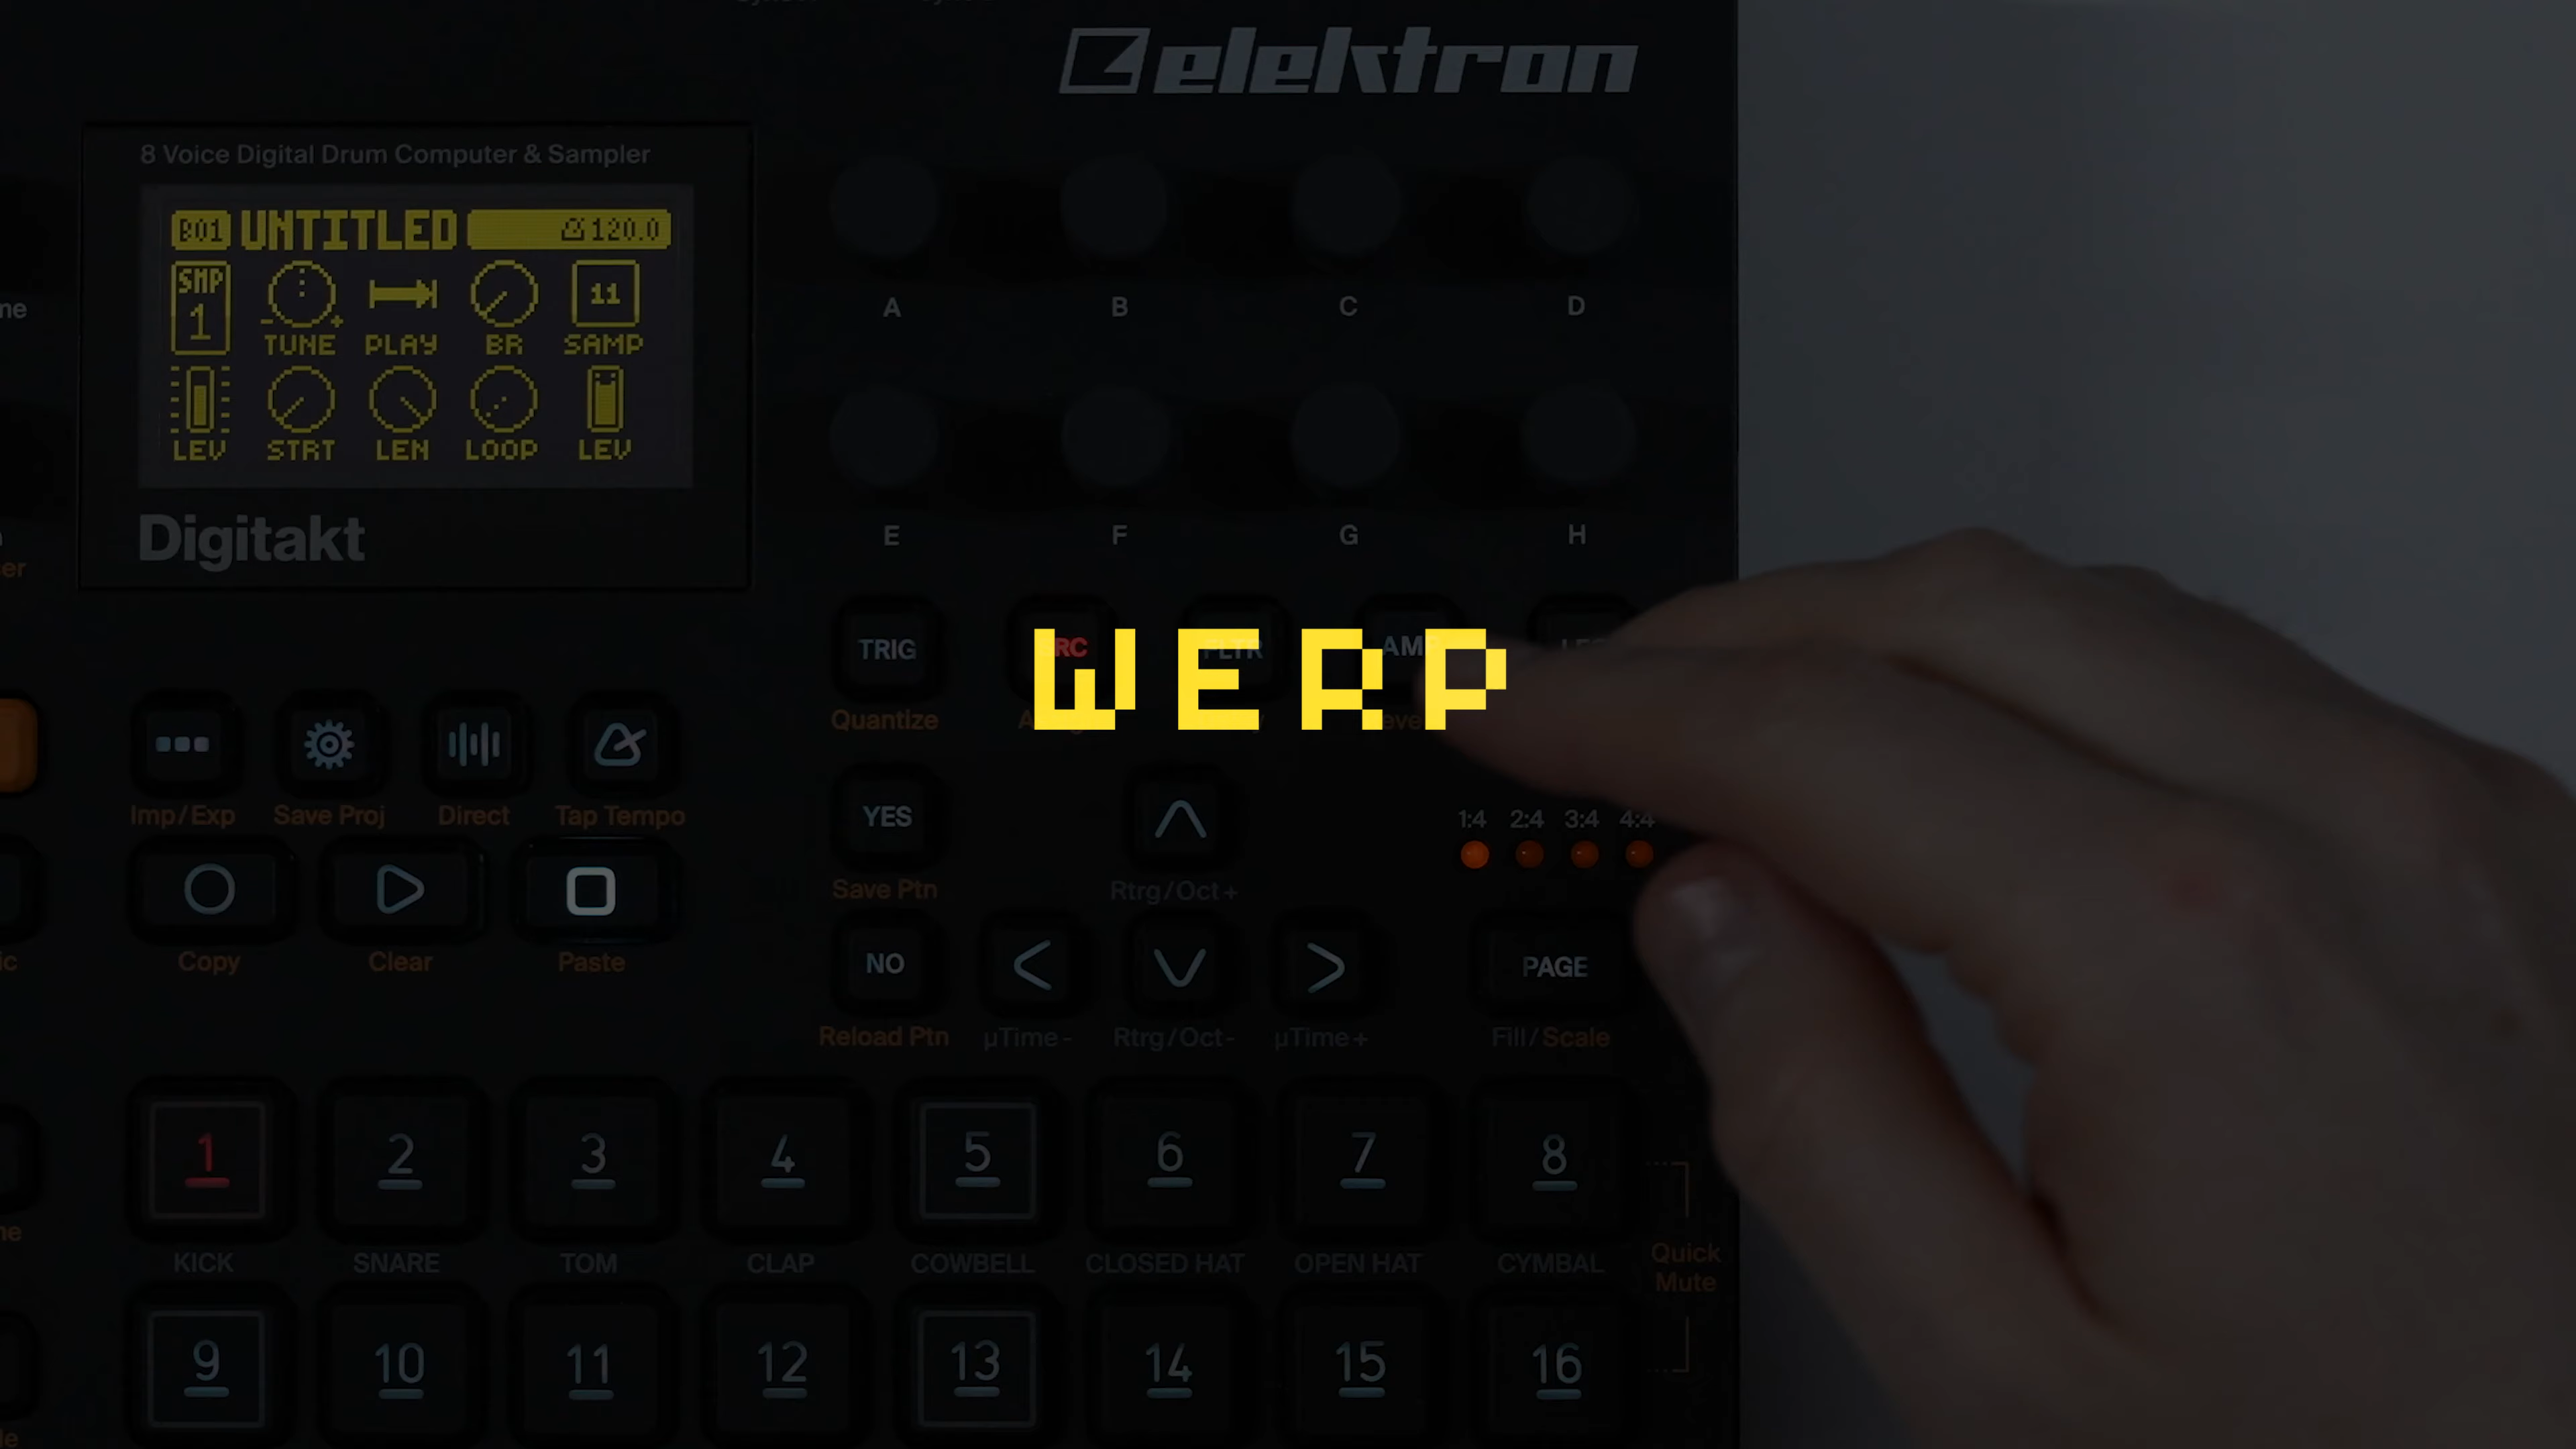 elektron
8 Voice Digital Drum Computer & Sampler
B01 UNTITLED 120.0
SMP
1
11
TUNE PLAY BR SAMP
LEV STRT LEN LOOP LEV
Digitakt
A B C D
E F G H
TRIG
Quantize
WERP
Imp/Exp Save Proj Direct Tap Tempo
Copy Clear Paste
YES
Save Ptn
Rtrg/Oct+
1:4 2:4 3:4 4:4
NO
PAGE
Reload Ptn µTime- Rtrg/Oct- µTime+ Fill/Scale
1 2 3 4 5 6 7 8
KICK SNARE TOM CLAP COWBELL CLOSED HAT OPEN HAT CYMBAL
Quick
Mute
9 10 11 12 13 14 15 16